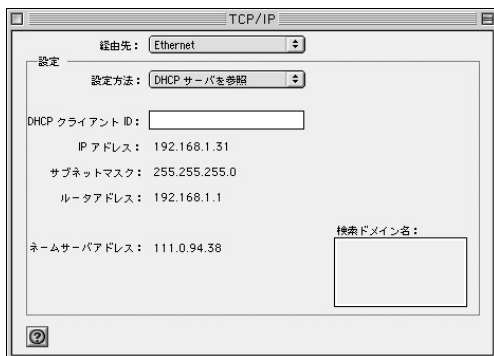 TCP/IP
経由先： Ethernet
設定
設定方法： DHCP サーバを参照
DHCP クライアント ID：
IP アドレス： 192.168.1.31
サブネットマスク： 255.255.255.0
ルータアドレス： 192.168.1.1
検索ドメイン名：
ネームサーバアドレス： 111.0.94.38
?